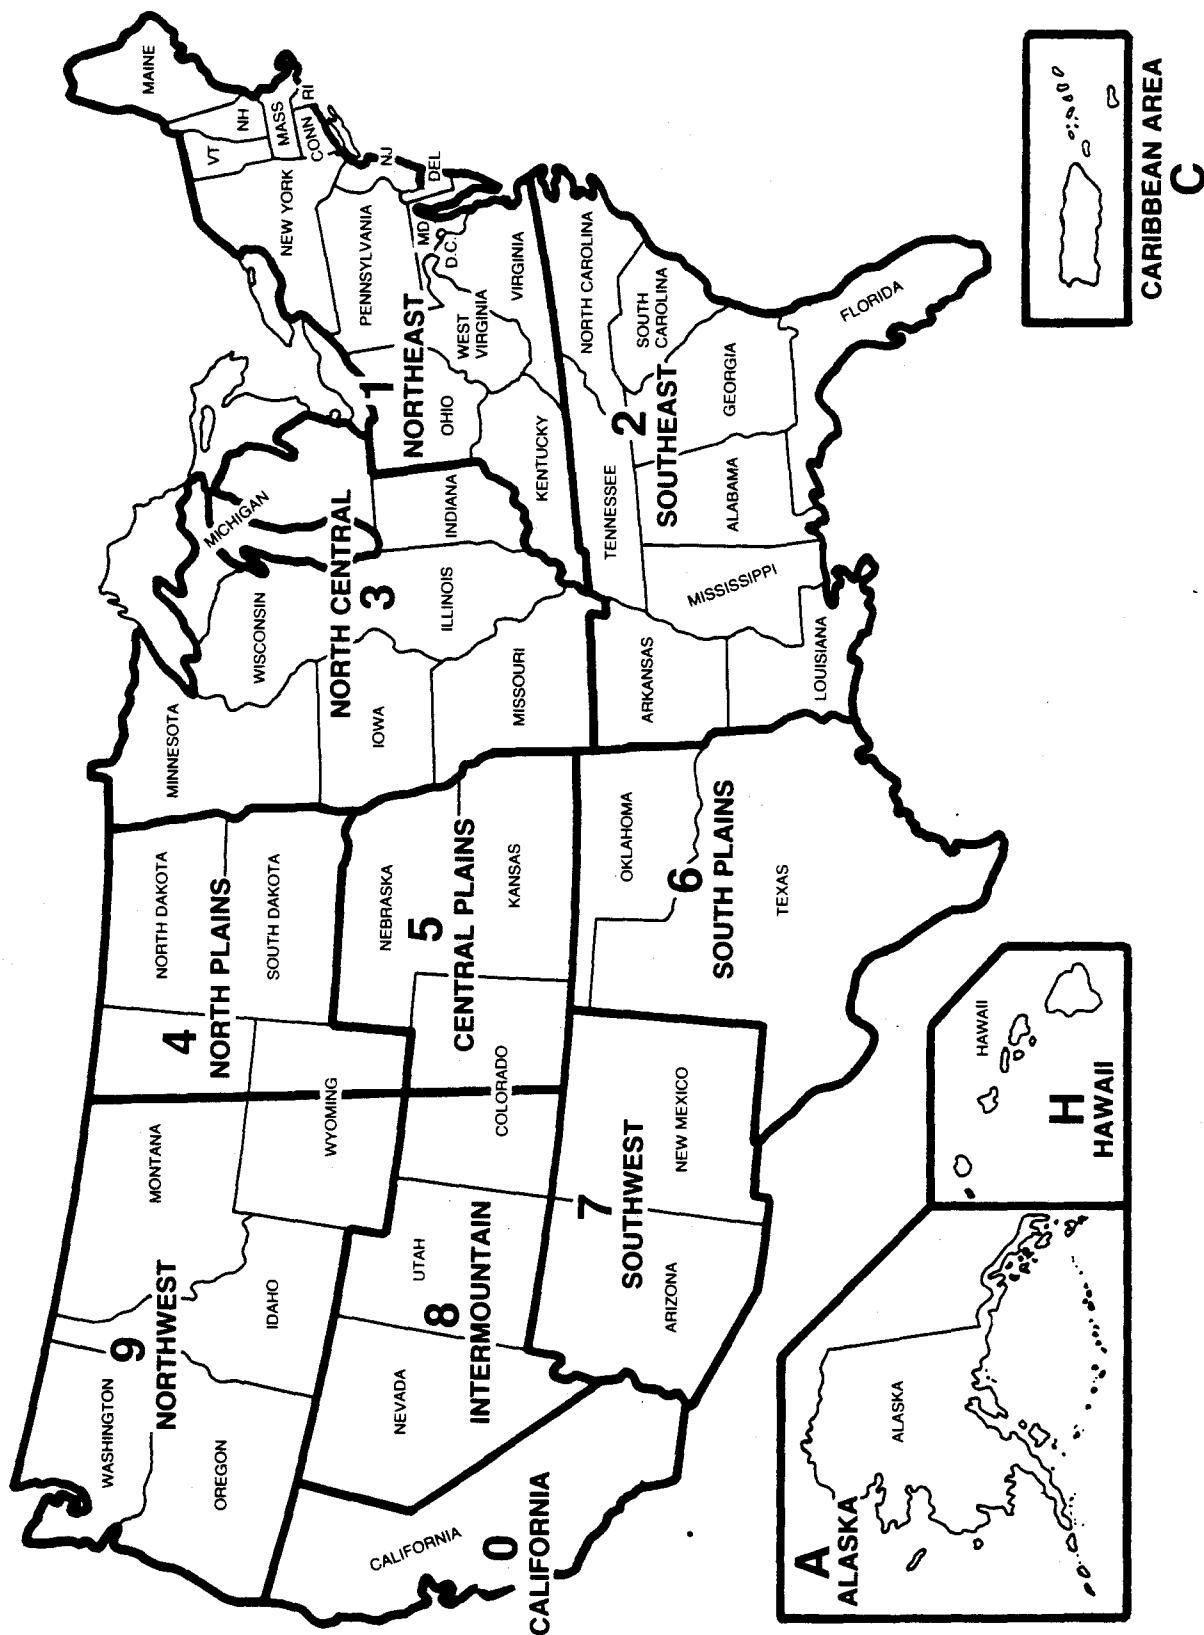 9
NORTHWEST
WASHINGTON
OREGON
IDAHO
MONTANA
WYOMING
4
NORTH PLAINS
NORTH DAKOTA
SOUTH DAKOTA
MINNESOTA
WISCONSIN
MICHIGAN
NORTH CENTRAL
3
IOWA
ILLINOIS
INDIANA
MISSOURI
1
NORTHEAST
MAINE
VT
NH
MASS
CONN
RI
NEW YORK
PENNSYLVANIA
NJ
DEL
MD
D.C.
OHIO
WEST
VIRGINIA
VIRGINIA
KENTUCKY
0
CALIFORNIA
CALIFORNIA
8
INTERMOUNTAIN
NEVADA
UTAH
COLORADO
5
CENTRAL PLAINS
NEBRASKA
KANSAS
7
SOUTHWEST
ARIZONA
NEW MEXICO
6
SOUTH PLAINS
OKLAHOMA
TEXAS
2
SOUTHEAST
TENNESSEE
NORTH CAROLINA
SOUTH
CAROLINA
ARKANSAS
LOUISIANA
MISSISSIPPI
ALABAMA
GEORGIA
FLORIDA
A
ALASKA
ALASKA
HAWAII
H
HAWAII
CARIBBEAN AREA
C